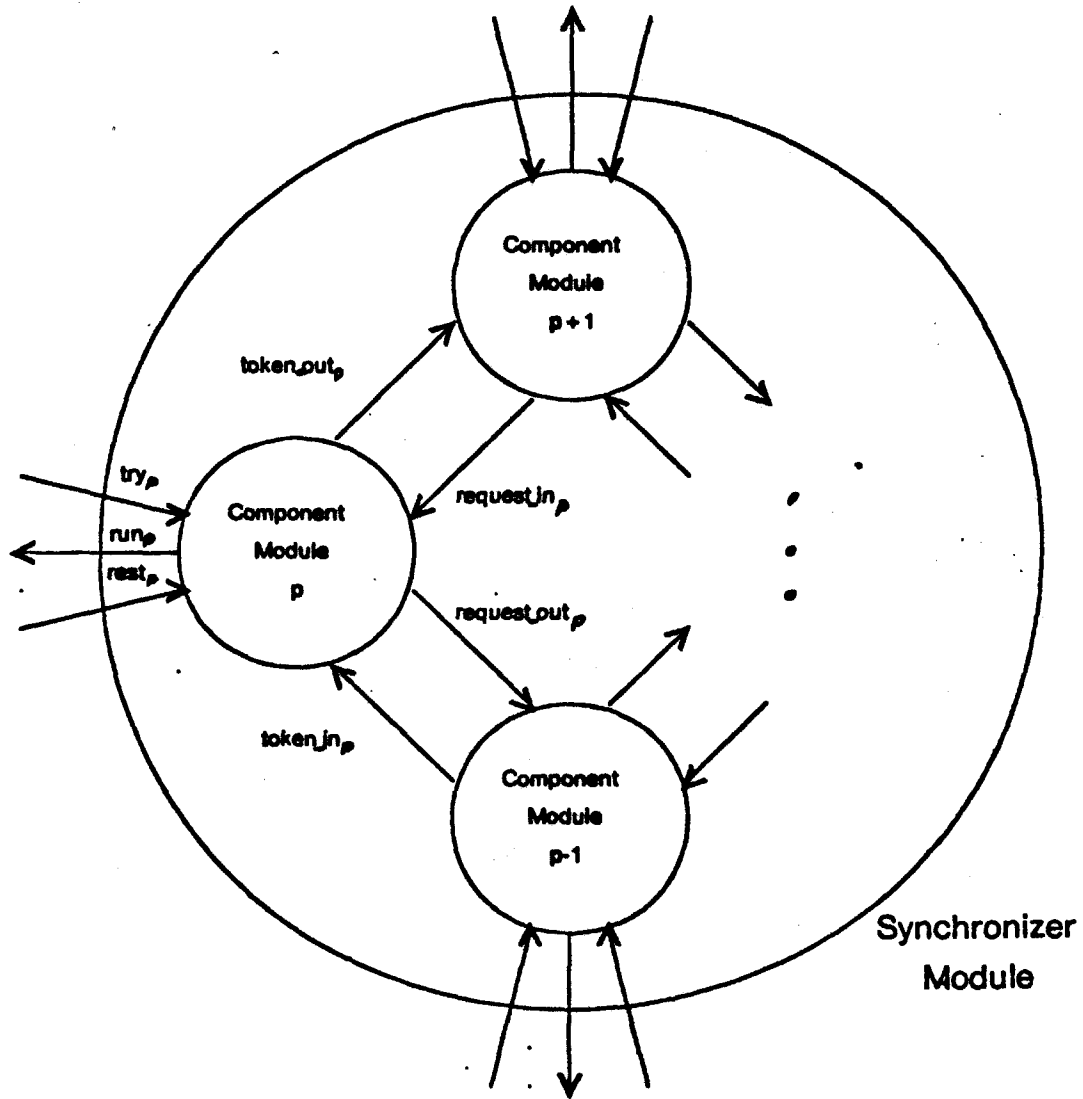 Component
Module
p + 1
token_out_p
try_p
request_in_p
Component
Module
p
run_p
rest_p
request_out_p
token_in_p
Component
Module
p-1
Synchronizer
Module